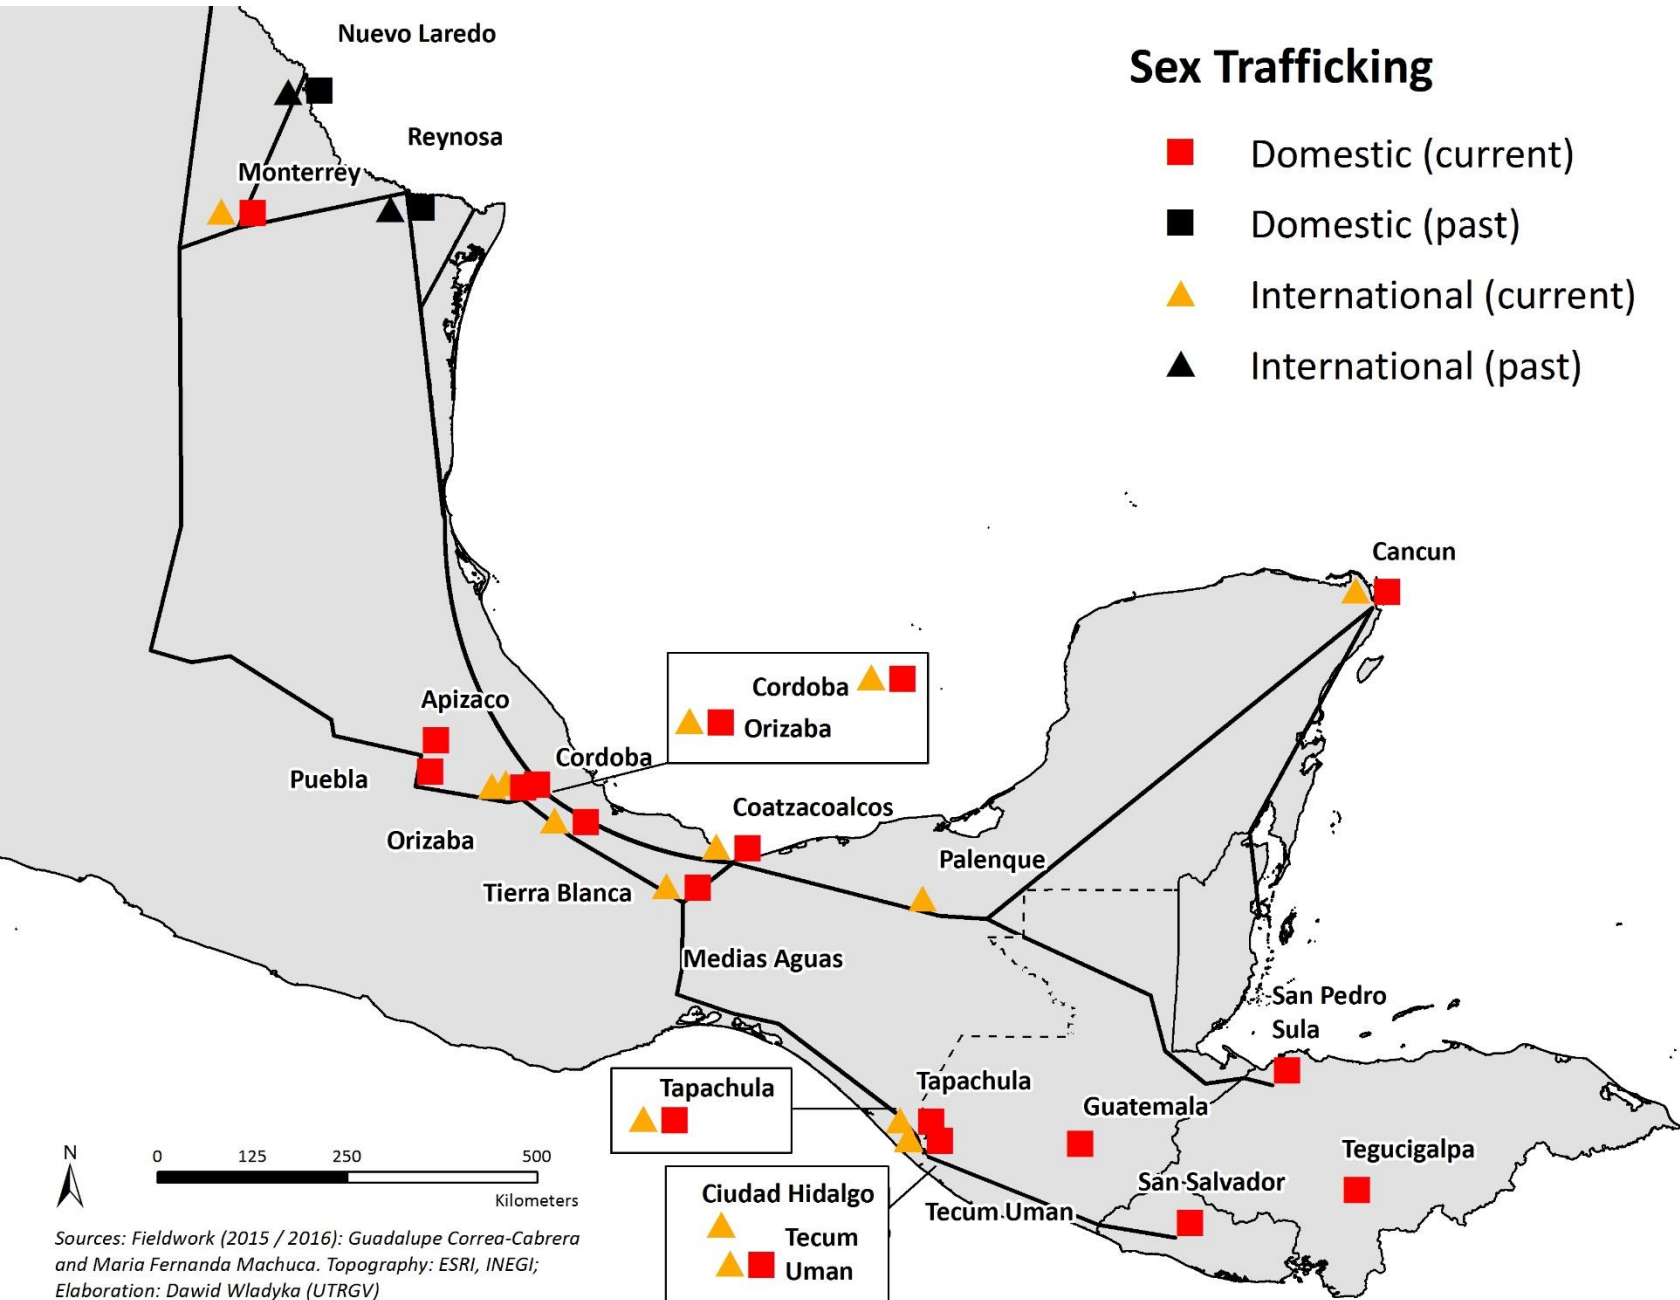 Nuevo Laredo
Sex Trafficking
Reynosa
Domestic (current)
Monterrey
Domestic (past)
International (current)
International (past)
Cancun
Cordoba
Orizaba
Apizaco
Cordoba
Puebla
Coatzacoalcos
Orizaba
Palenque
Tierra Blanca
Medias Aguas
San Pedro
Sula
Tapachula
Tapachula
Guatemala
Tegucigalpa
San Salvador
Ciudad Hidalgo
Tecum Uman
Tecum
Uman
N
0 125 250 500
Kilometers
Sources: Fieldwork (2015 / 2016): Guadalupe Correa-Cabrera
and Maria Fernanda Machuca. Topography: ESRI, INEGI;
Elaboration: Dawid Wladyka (UTRGV)